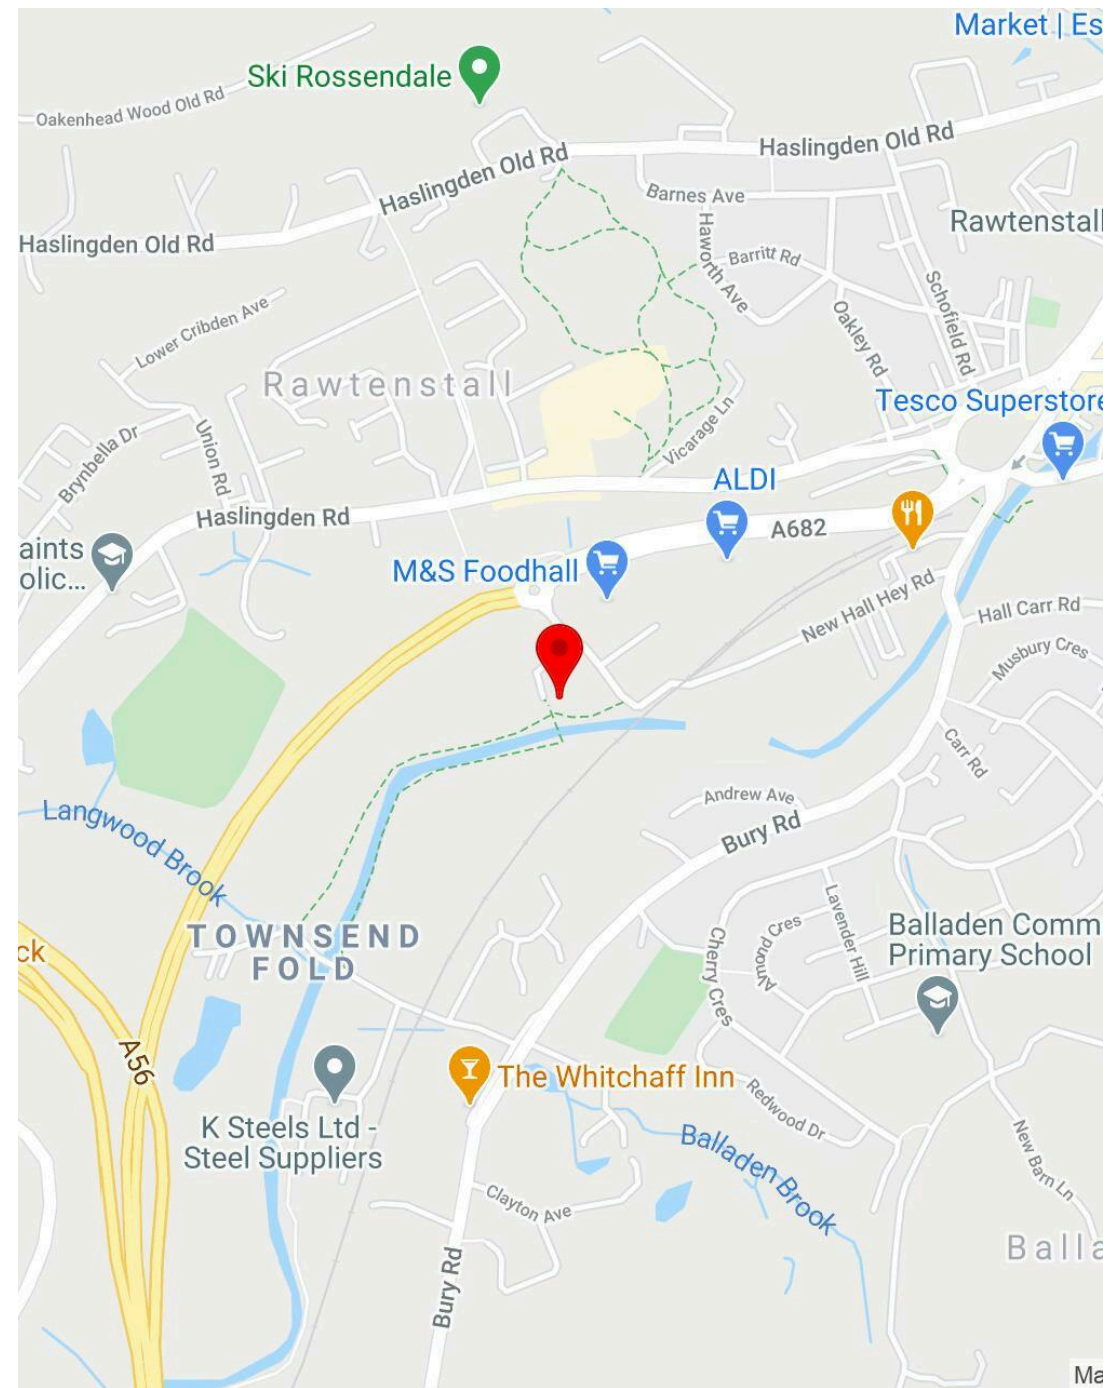 Market | Es
Ski Rossendale
Oakenhead Wood Old Rd
Haslingden Old Rd
Haslingden Old Rd
Barnes Ave
Haslingden Old Rd
Rawtenstall
Haworth Ave
Barritt Rd
Schofield Rd
Lower Cribden Ave
Oakley Rd
Rawtenstall
Tesco Superstore
Vicarage Ln
Brynbella Dr
Union Rd
ALDI
Haslingden Rd
A682
aints
olic...
M&S Foodhall
New Hall Hey Rd
Hall Carr Rd
Musbury Cres
Carr Rd
Andrew Ave
Bury Rd
Langwood Brook
Lavender Hill
Almond Cres
Cherry Cres
Balladen Comm
Primary School
TOWNSEND
FOLD
ck
A56
The Whitchaff Inn
Redwood Dr
K Steels Ltd -
Steel Suppliers
Balladen Brook
New Barn Ln
Clayton Ave
Balla
Bury Rd
Ma